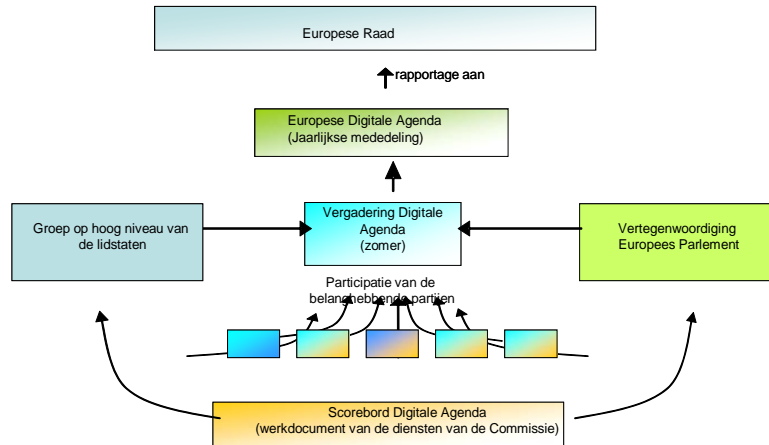 Europese Raad
rapportage aan
Europese Digitale Agenda
(Jaarlijkse mededeling)
Groep op hoog niveau van
de lidstaten
Vergadering Digitale
Agenda
(zomer)
Vertegenwoordiging
Europees Parlement
Participatie van de
belanghebbende partijen
Scorebord Digitale Agenda
(werkdocument van de diensten van de Commissie)